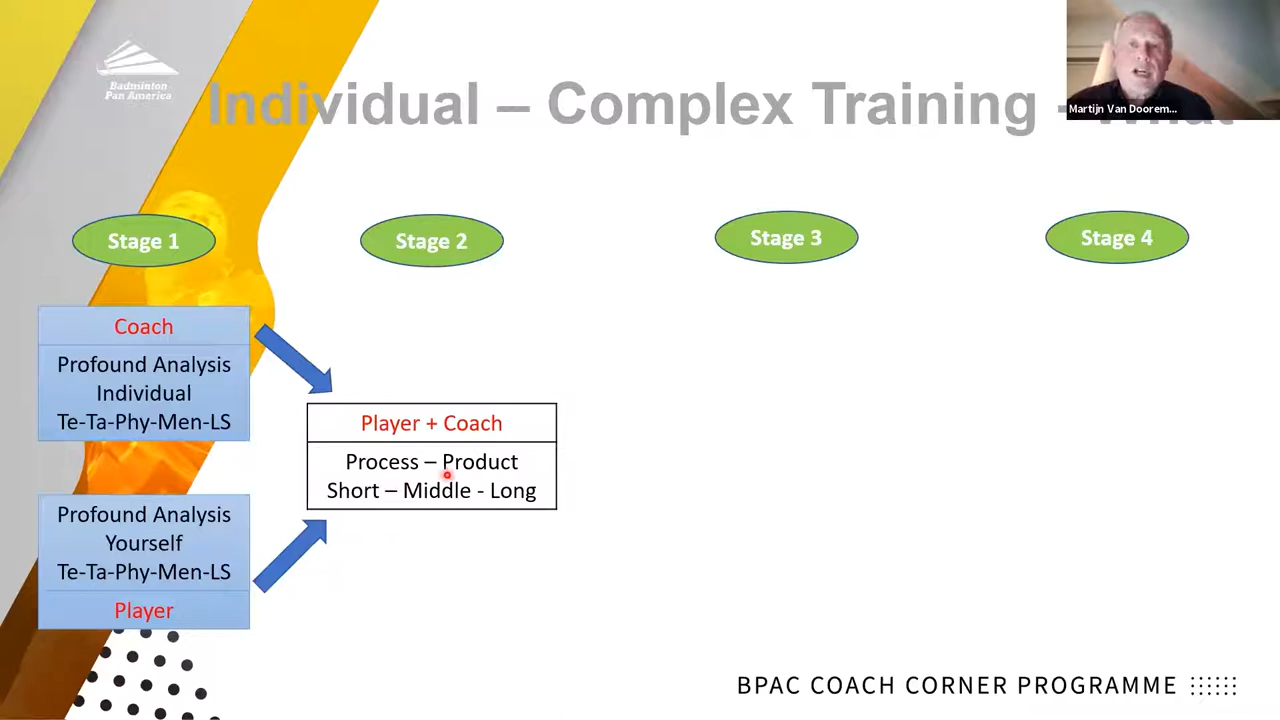 Badminton
Pan America
Individual – Complex Training - What
Martijn Van Doorem...
Stage 1
Stage 2
Stage 3
Stage 4
Coach
Profound Analysis
Individual
Te-Ta-Phy-Men-LS
Player + Coach
Process – Product
Short – Middle - Long
Profound Analysis
Yourself
Te-Ta-Phy-Men-LS
Player
BPAC COACH CORNER PROGRAMME